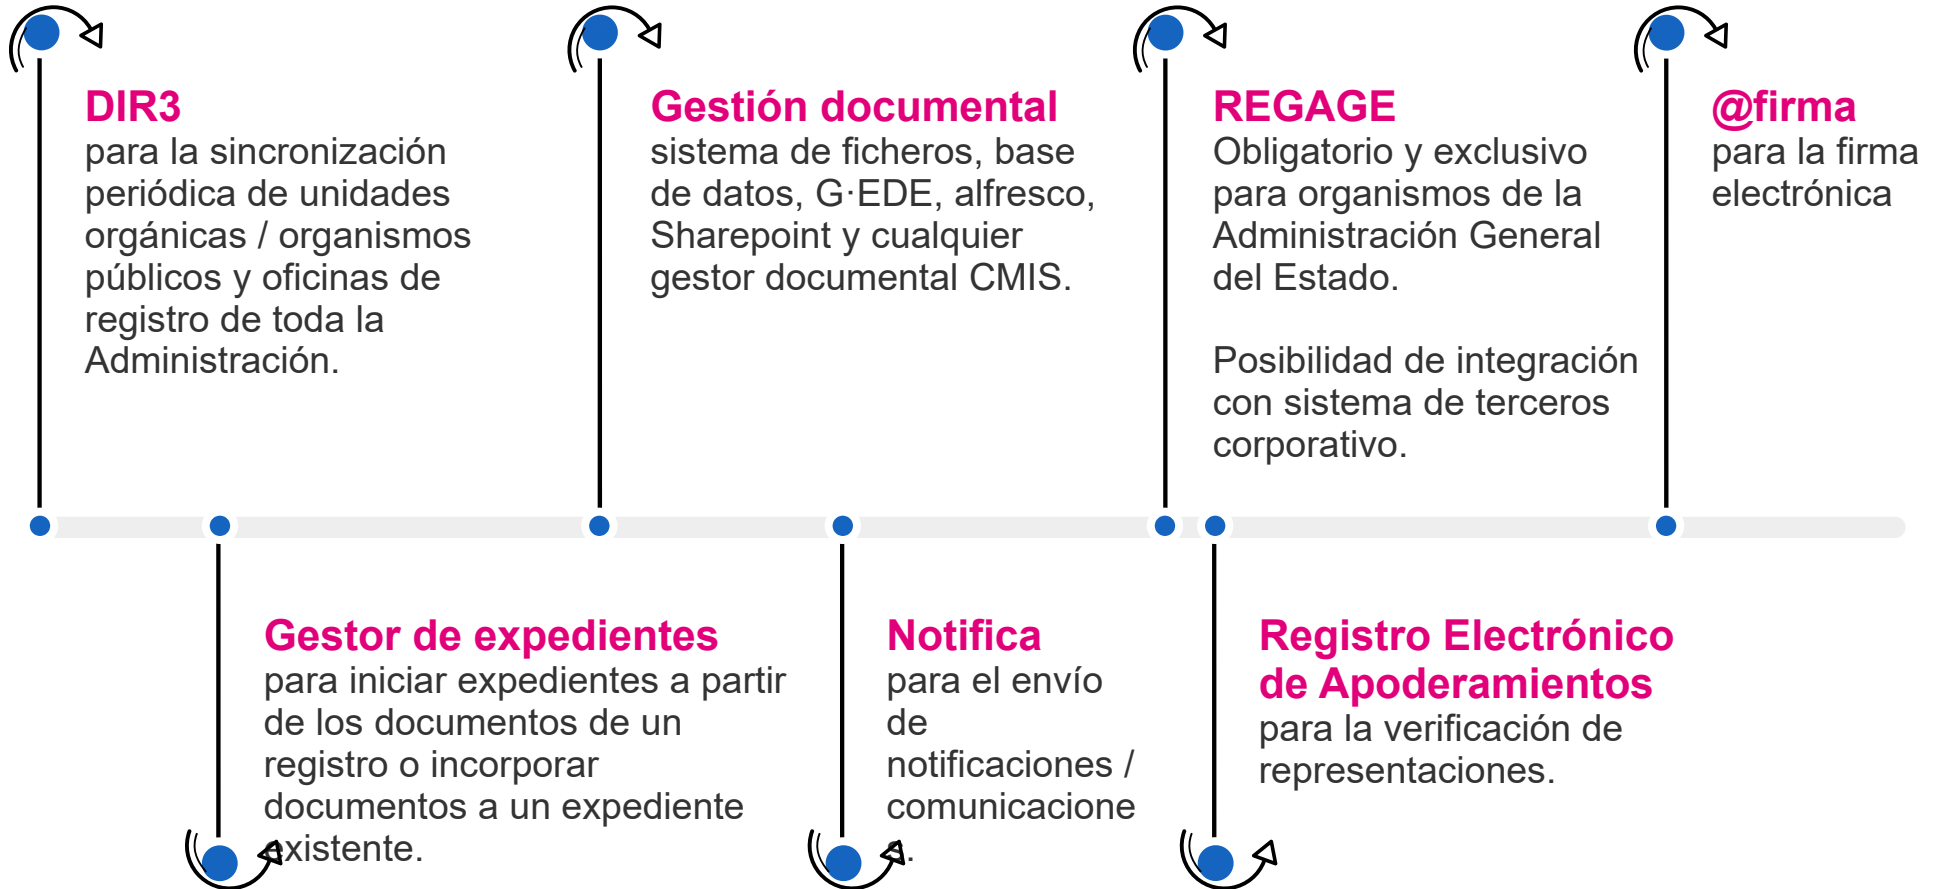 DIR3
para la sincronización
periódica de unidades
orgánicas / organismos
públicos y oficinas de
registro de toda la
Administración.
Gestión documental
sistema de ficheros, base
de datos, G·EDE, alfresco,
Sharepoint y cualquier
gestor documental CMIS.
REGAGE
Obligatorio y exclusivo
para organismos de la
Administración General
del Estado.
Posibilidad de integración
con sistema de terceros
corporativo.
@firma
para la firma
electrónica
Gestor de expedientes
para iniciar expedientes a partir
de los documentos de un
registro o incorporar
documentos a un expediente
existente.
Notifica
para el envío
de
notificaciones /
comunicacione
s.
Registro Electrónico
de Apoderamientos
para la verificación de
representaciones.